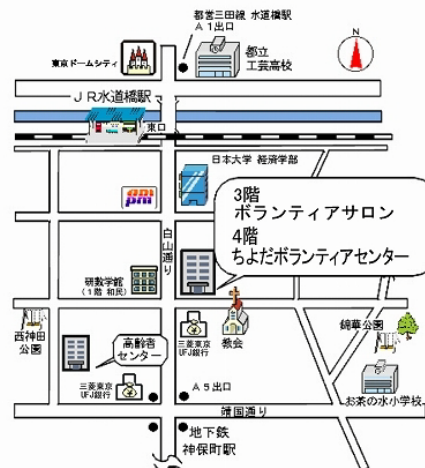 都営三田線 水道橋駅
A1出口
都立
工芸高校
N
東京ドームシティ
JR水道橋駅
東口
日本大学 経済学部
am
pm
3階
ボランティアサロン
4階
ちよだボランティアセンター
白山通り
研数学館
(1階 和民)
西神田
公園
高齢者
センター
三菱東京
UFJ銀行
教会
錦華公園
三菱東京
UFJ銀行
A5出口
お茶の水小学校
靖国通り
地下鉄
神保町駅